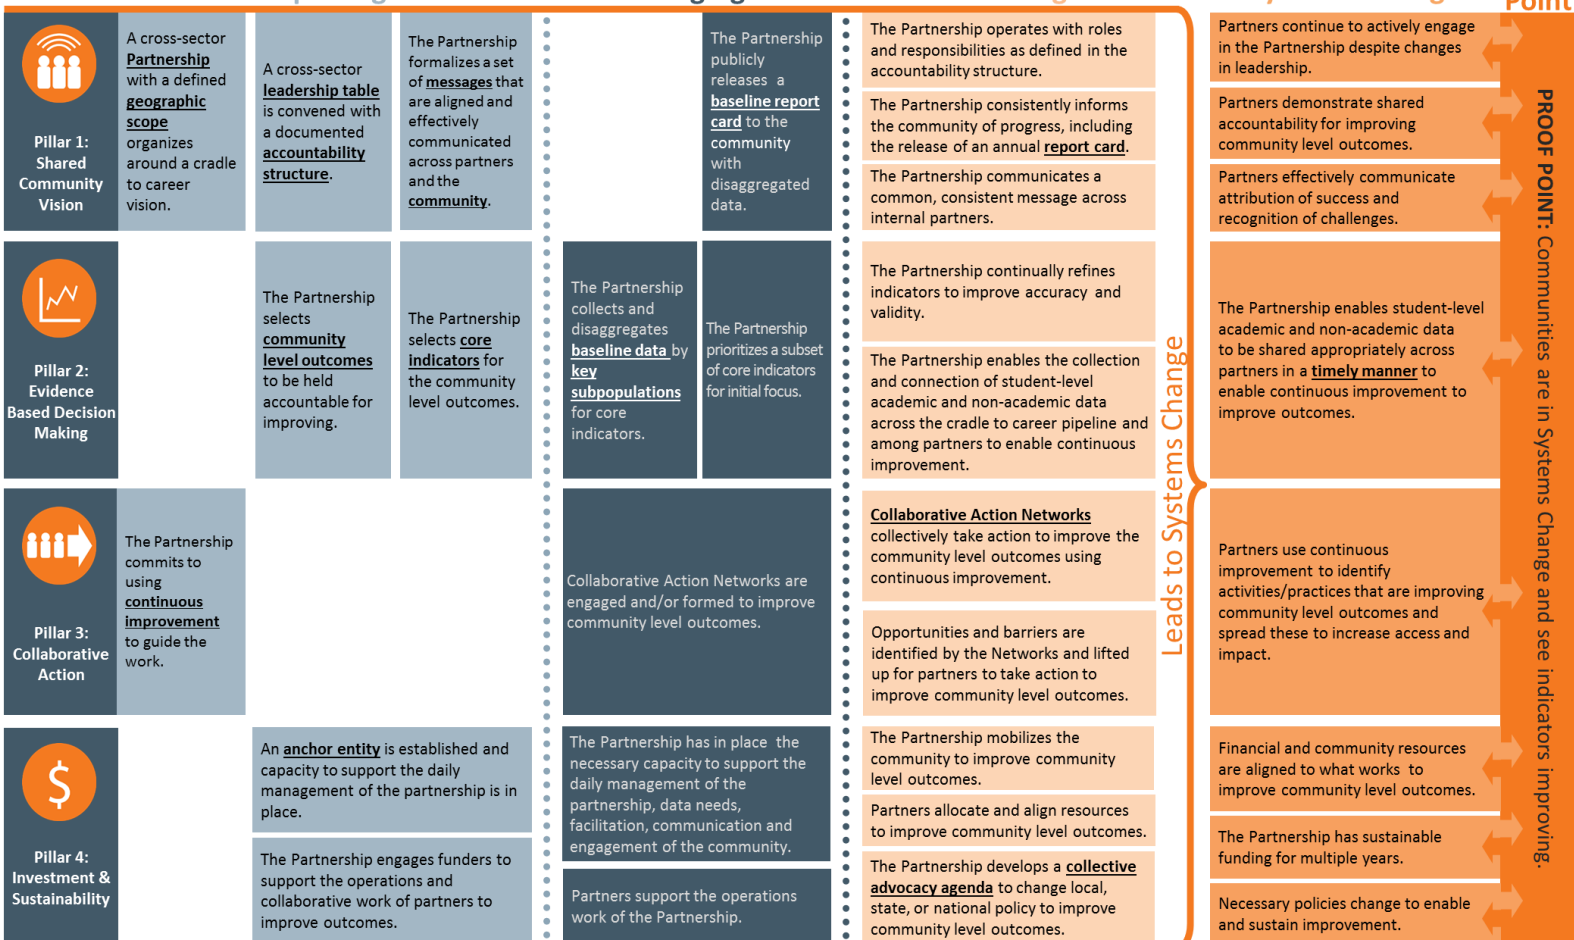 Point
Pillar 1:
Shared
Community
Vision
A cross-sector
Partnership
with a defined
geographic
scope
organizes
around a cradle
to career
vision.
A cross-sector
leadership table
is convened with
a documented
accountability
structure.
The Partnership
formalizes a set
of messages that
are aligned and
effectively
communicated
across partners
and the
community.
The Partnership
publicly
releases a
baseline report
card to the
community
with
disaggregated
data.
The Partnership operates with roles
and responsibilities as defined in the
accountability structure.
The Partnership consistently informs
the community of progress, including
the release of an annual report card.
The Partnership communicates a
common, consistent message across
internal partners.
Partners continue to actively engage
in the Partnership despite changes
in leadership.
Partners demonstrate shared
accountability for improving
community level outcomes.
Partners effectively communicate
attribution of success and
recognition of challenges.
Pillar 2:
Evidence
Based Decision
Making
The Partnership
selects
community
level outcomes
to be held
accountable for
improving.
The Partnership
selects core
indicators for
the community
level outcomes.
The Partnership
collects and
disaggregates
baseline data by
key
subpopulations
for core
indicators.
The Partnership
prioritizes a subset
of core indicators
for initial focus.
The Partnership continually refines
indicators to improve accuracy and
validity.
The Partnership enables the collection
and connection of student-level
academic and non-academic data
across the cradle to career pipeline and
among partners to enable continuous
improvement.
The Partnership enables student-level
academic and non-academic data
to be shared appropriately across
partners in a timely manner to
enable continuous improvement to
improve outcomes.
Pillar 3:
Collaborative
Action
The Partnership
commits to
using
continuous
improvement
to guide the
work.
Collaborative Action Networks are
engaged and/or formed to improve
community level outcomes.
Collaborative Action Networks
collectively take action to improve the
community level outcomes using
continuous improvement.
Opportunities and barriers are
identified by the Networks and lifted
up for partners to take action to
improve community level outcomes.
Partners use continuous
improvement to identify
activities/practices that are improving
community level outcomes and
spread these to increase access and
impact.
Pillar 4:
Investment &
Sustainability
An anchor entity is established and
capacity to support the daily
management of the partnership is in
place.
The Partnership engages funders to
support the operations and
collaborative work of partners to
improve outcomes.
The Partnership has in place the
necessary capacity to support the
daily management of the
partnership, data needs,
facilitation, communication and
engagement of the community.
Partners support the operations
work of the Partnership.
The Partnership mobilizes the
community to improve community
level outcomes.
Partners allocate and align resources
to improve community level outcomes.
The Partnership develops a collective
advocacy agenda to change local,
state, or national policy to improve
community level outcomes.
Financial and community resources
are aligned to what works to
improve community level outcomes.
The Partnership has sustainable
funding for multiple years.
Necessary policies change to enable
and sustain improvement.
Leads to Systems Change
PROOF POINT: Communities are in Systems Change and see indicators improving.